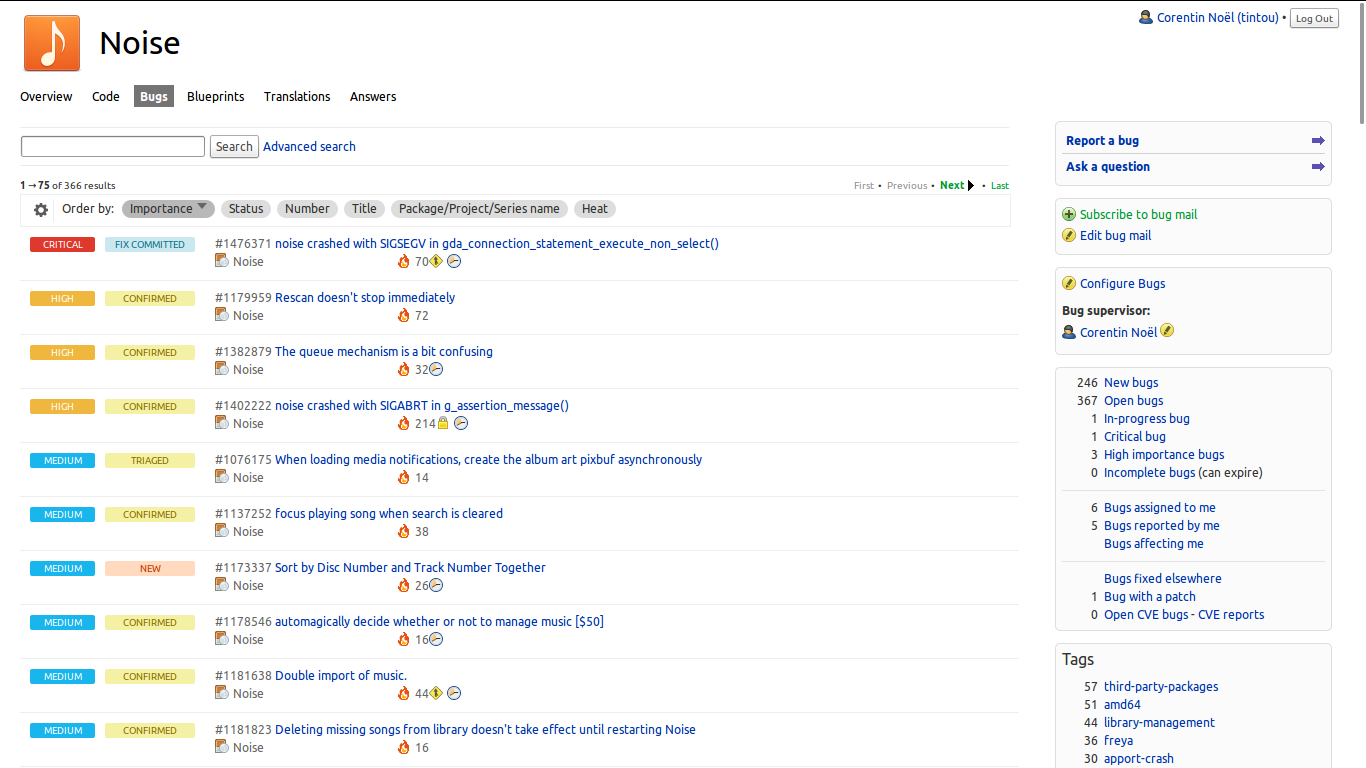 Corentin Noël (tintou) • Log Out
Noise
Overview Code Bugs Blueprints Translations Answers
Search Advanced search
1 → 75 of 366 results
First • Previous • Next • Last
Order by: Importance Status Number Title Package/Project/Series name Heat
CRITICAL FIX COMMITTED #1476371 noise crashed with SIGSEGV in gda_connection_statement_execute_non_select()
Noise 70
HIGH CONFIRMED #1179959 Rescan doesn't stop immediately
Noise 72
HIGH CONFIRMED #1382879 The queue mechanism is a bit confusing
Noise 32
HIGH CONFIRMED #1402222 noise crashed with SIGABRT in g_assertion_message()
Noise 214
MEDIUM TRIAGED #1076175 When loading media notifications, create the album art pixbuf asynchronously
Noise 14
MEDIUM CONFIRMED #1137252 focus playing song when search is cleared
Noise 38
MEDIUM NEW #1173337 Sort by Disc Number and Track Number Together
Noise 26
MEDIUM CONFIRMED #1178546 automagically decide whether or not to manage music [$50]
Noise 16
MEDIUM CONFIRMED #1181638 Double import of music.
Noise 44
MEDIUM CONFIRMED #1181823 Deleting missing songs from library doesn't take effect until restarting Noise
Noise 16
Report a bug
Ask a question
Subscribe to bug mail
Edit bug mail
Configure Bugs
Bug supervisor:
Corentin Noël
246 New bugs
367 Open bugs
1 In-progress bug
1 Critical bug
3 High importance bugs
0 Incomplete bugs (can expire)
6 Bugs assigned to me
5 Bugs reported by me
Bugs affecting me
Bugs fixed elsewhere
1 Bug with a patch
0 Open CVE bugs - CVE reports
Tags
57 third-party-packages
51 amd64
44 library-management
36 freya
30 apport-crash